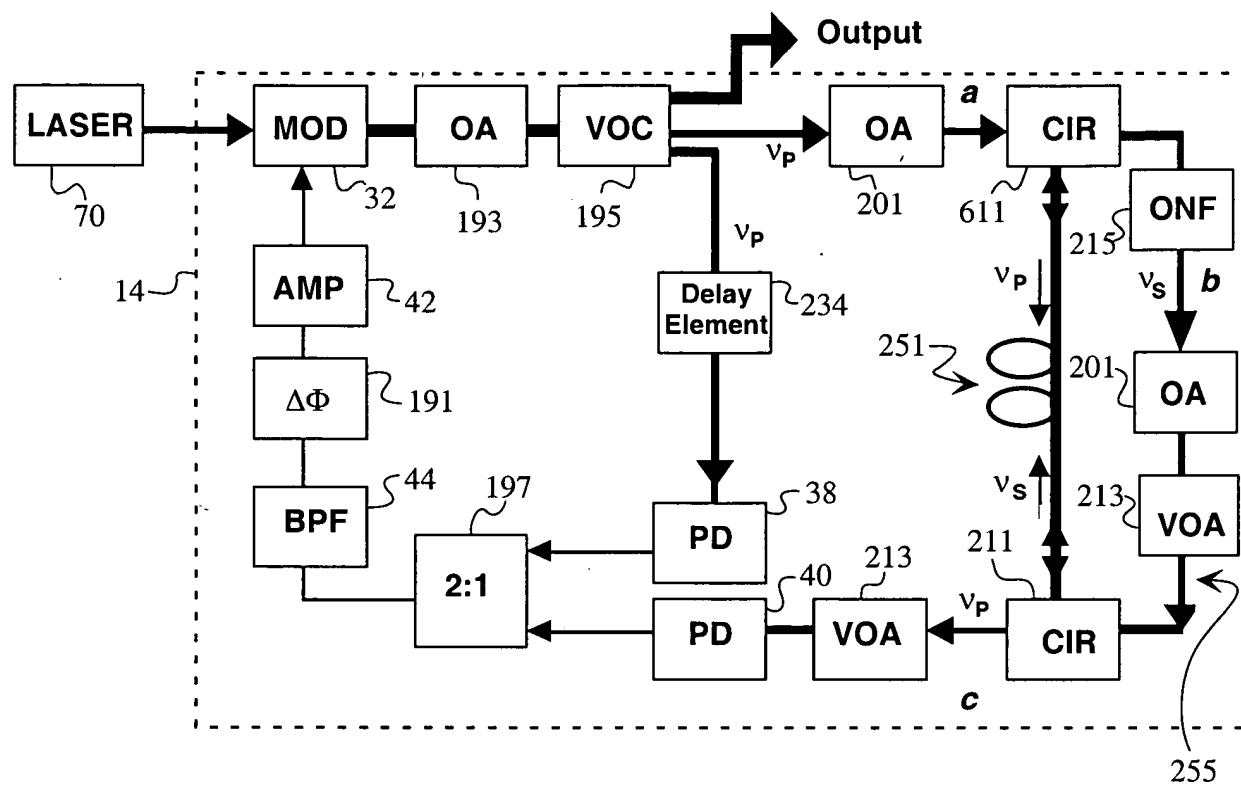 Output
a
LASER
MOD
OA
VOC
OA
CIR
νP
70
32
193
195
201
611
ONF
215
νP
νS
b
14
AMP
42
Delay
Element
234
νP
251
201
OA
ΔΦ
191
44
197
38
νS
213
VOA
BPF
PD
211
2:1
40
213
νP
PD
VOA
CIR
c
255